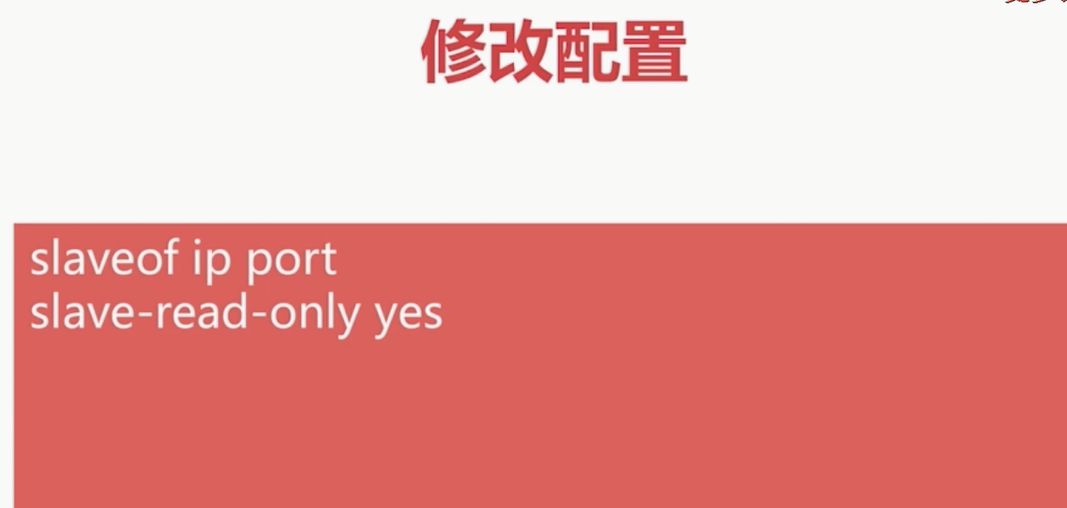 修改配置
slaveof ip port
slave-read-only yes